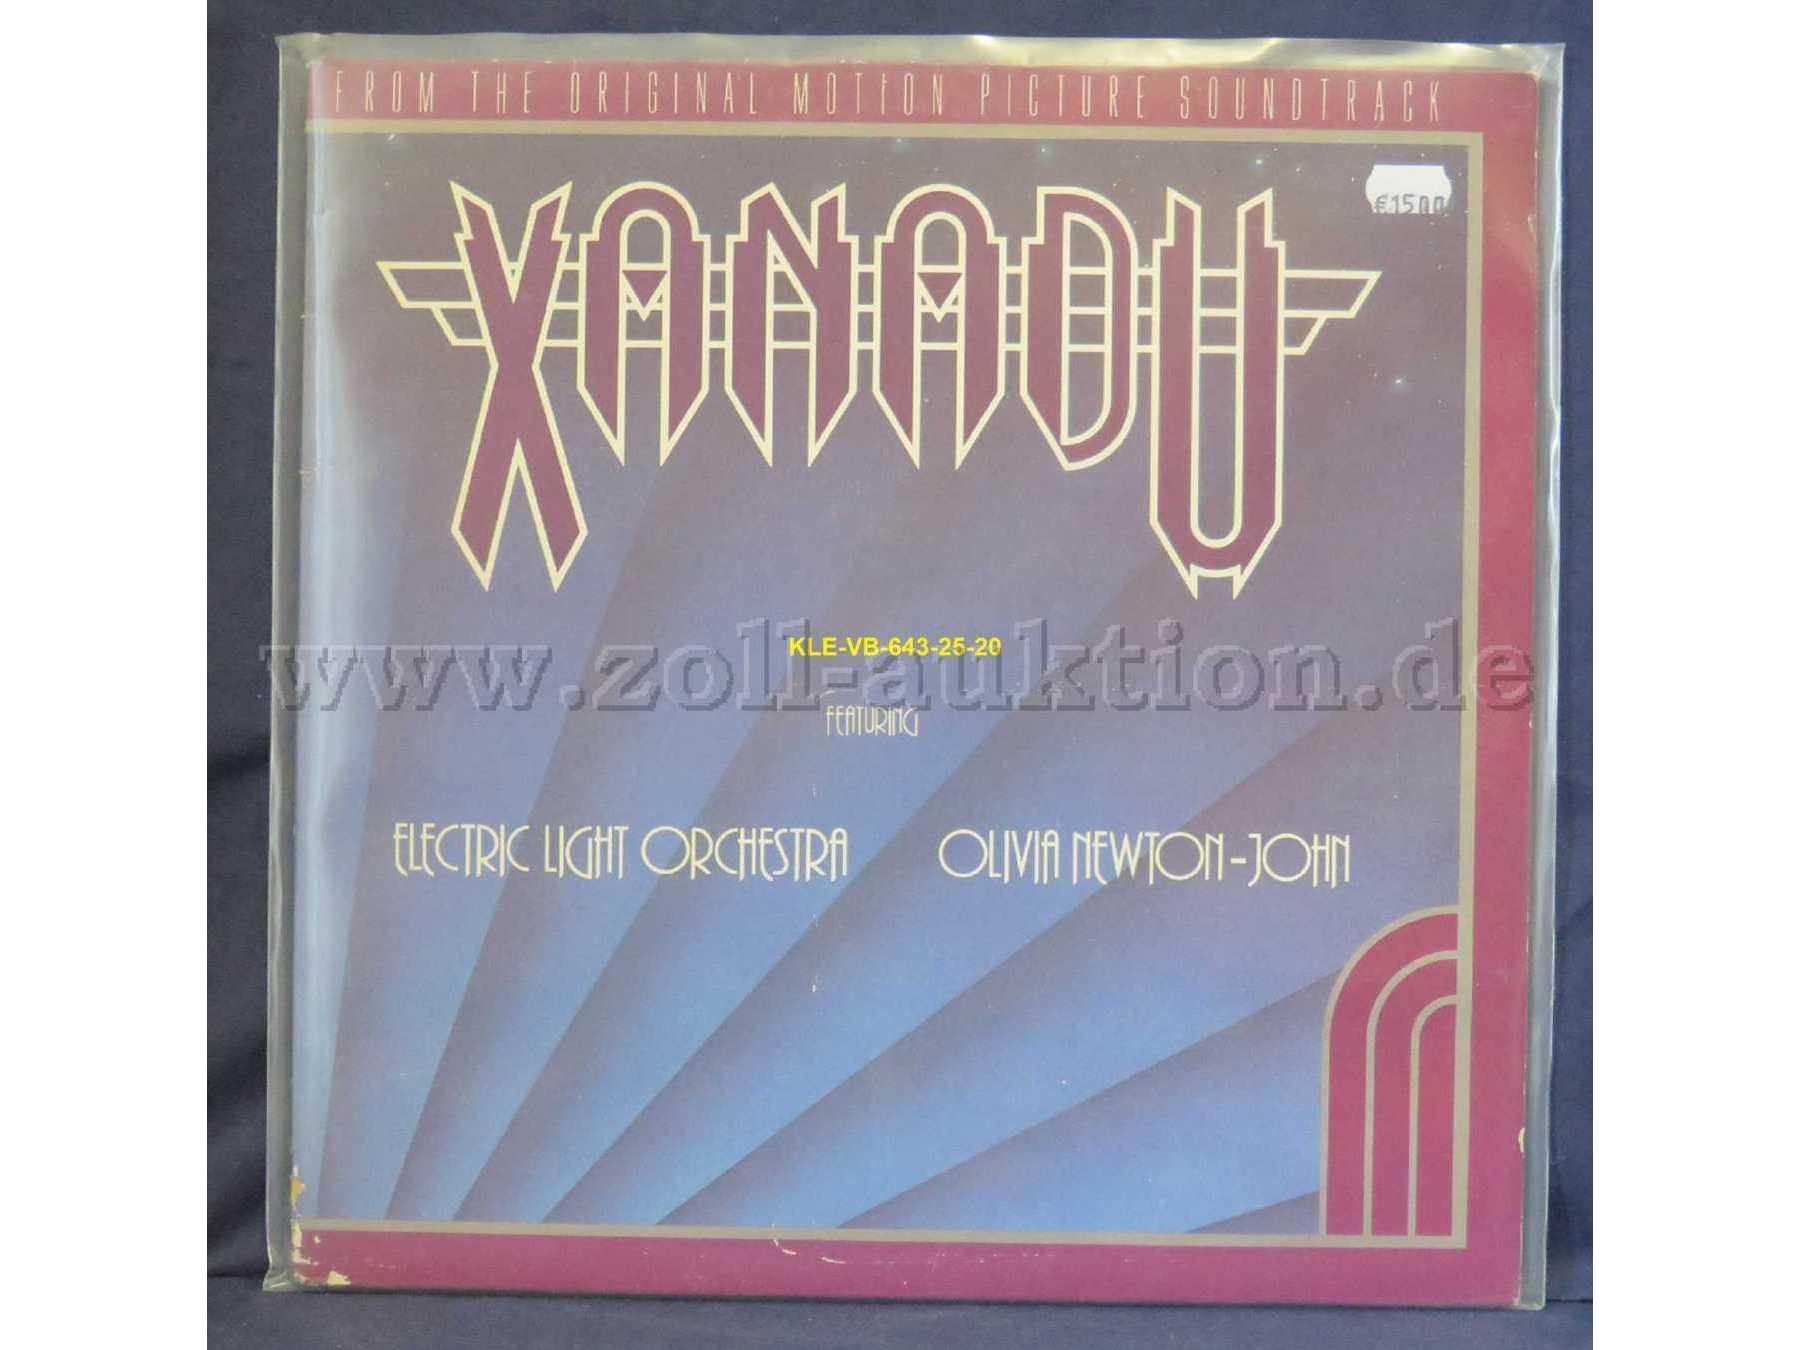 FROM THE ORIGINAL MOTION PICTURE SOUNDTRACK
€15.00
XANADU
KLE-VB-643-25-20
www.zoll-auktion.de
FEATURING
ELECTRIC LIGHT ORCHESTRA OLIVIA NEWTON-JOHN